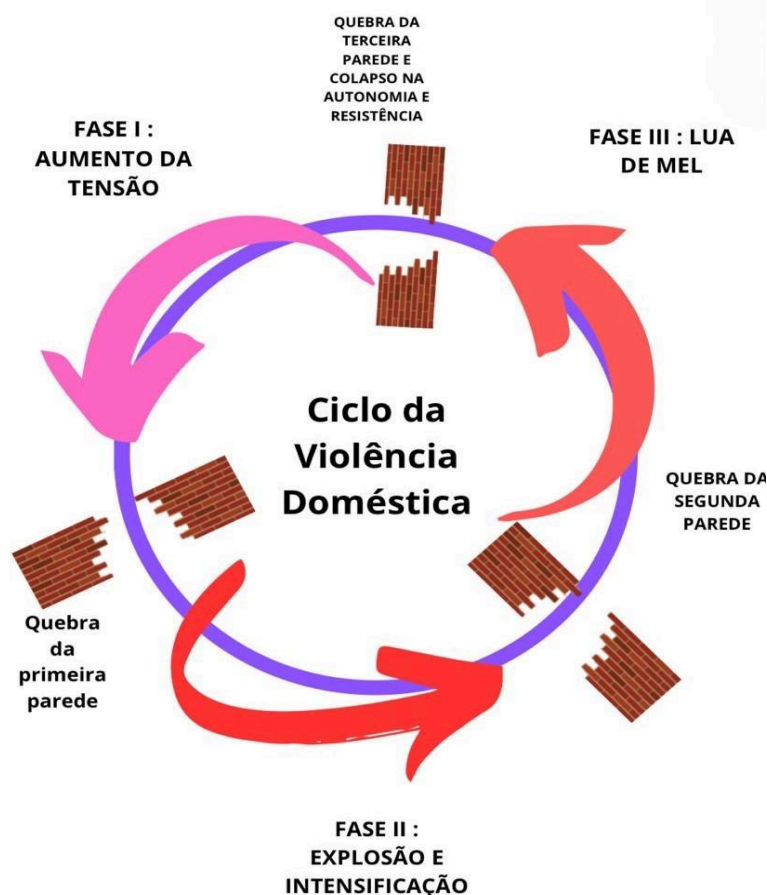 QUEBRA DA
TERCEIRA
PAREDE E
COLAPSO NA
AUTONOMIA E
RESISTÊNCIA
FASE I :
AUMENTO DA
TENSÃO
FASE III : LUA
DE MEL
Ciclo da
Violência
Doméstica
QUEBRA DA
SEGUNDA
PAREDE
Quebra
da
primeira
parede
FASE II :
EXPLOSÃO E
INTENSIFICAÇÃO